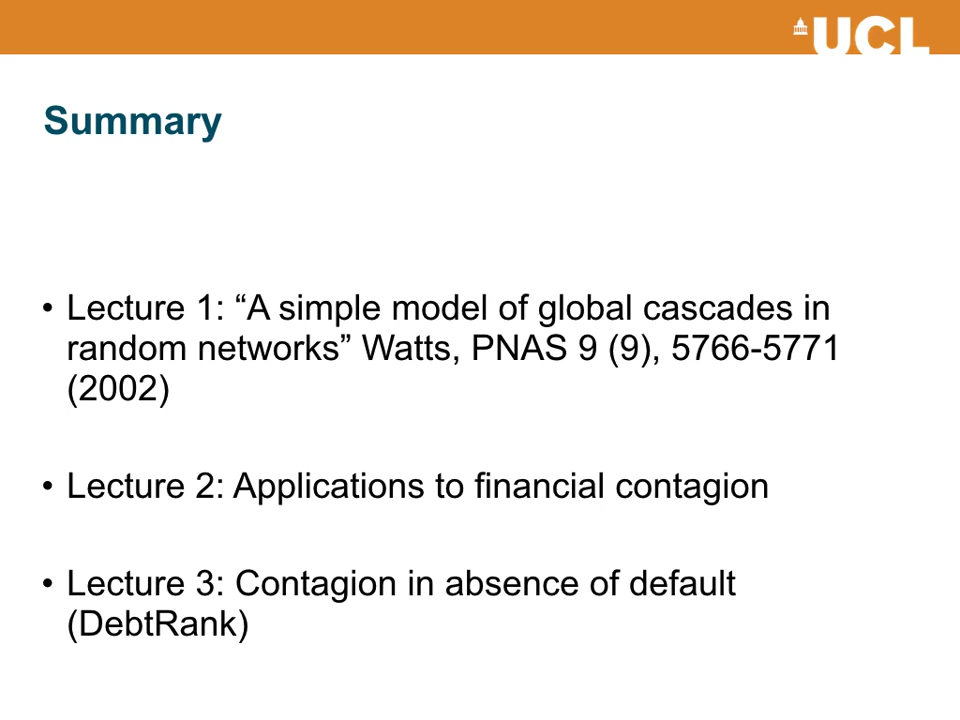 UCL
Summary
• Lecture 1: “A simple model of global cascades in
random networks” Watts, PNAS 9 (9), 5766-5771
(2002)
• Lecture 2: Applications to financial contagion
• Lecture 3: Contagion in absence of default
(DebtRank)